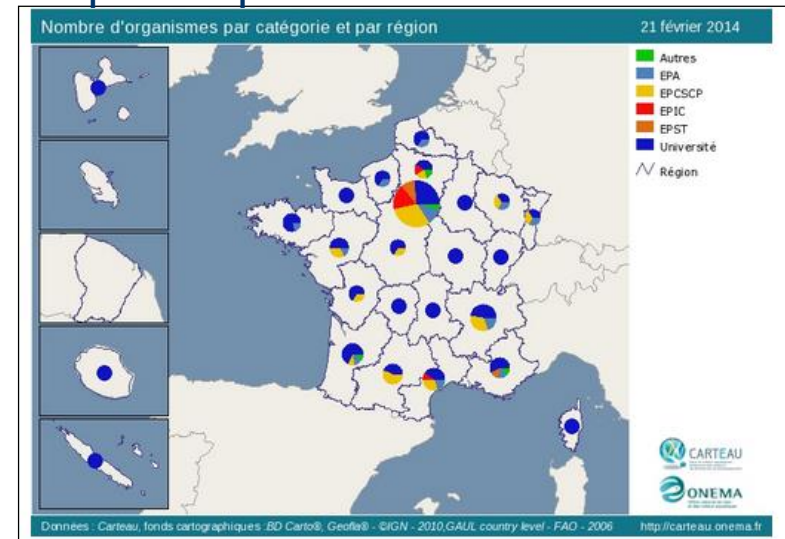 Nombre d'organismes par catégorie et par région
21 février 2014
Autres
EPA
EPCSCP
EPIC
EPST
Université
Région
CARTEAU
ONEMA
Données : Carteau, fonds cartographiques :BD Carto®, Geofla® - ©IGN - 2010,GAUL country level - FAO - 2006
http://carteau.onema.fr